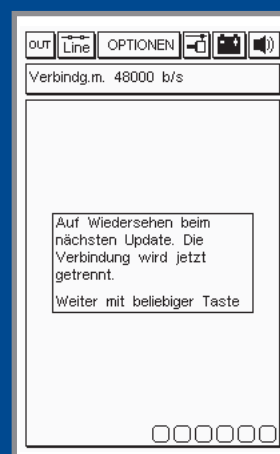 OUT Line OPTIONEN
Verbindg.m. 48000 b/s
Auf Wiedersehen beim
nächsten Update. Die
Verbindung wird jetzt
getrennt.
Weiter mit beliebiger Taste